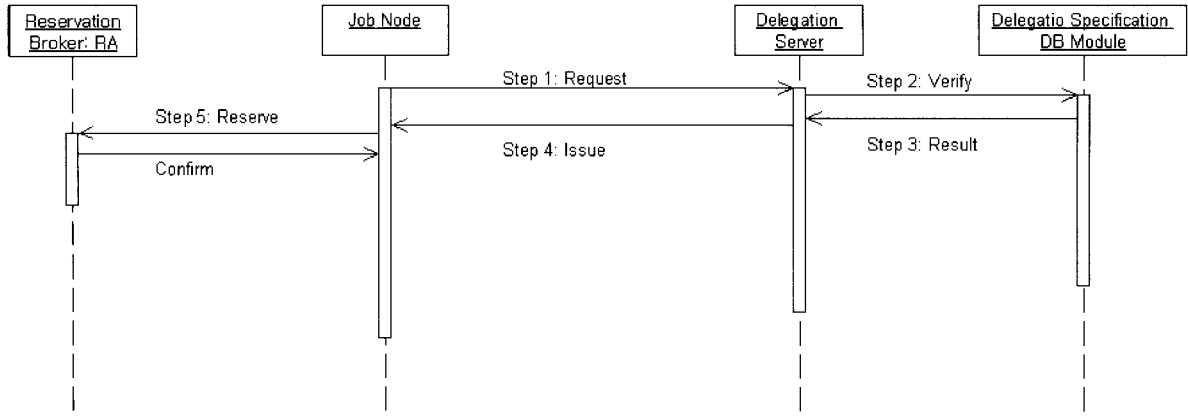 Reservation
Broker: RA
Job Node
Delegation
Server
Delegatio Specification
DB Module
Step 1: Request
Step 2: Verify
Step 5: Reserve
Step 4: Issue
Step 3: Result
Confirm